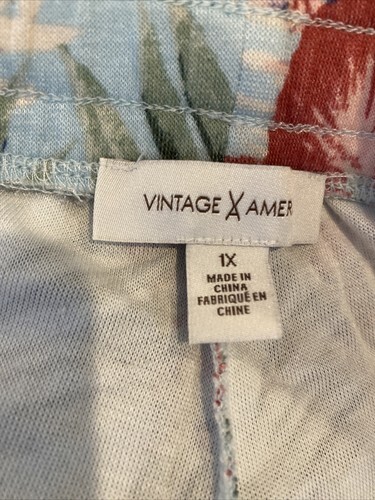 VINTAGE AMER
1X
MADE IN
CHINA
FABRIQUÉ EN
CHINE